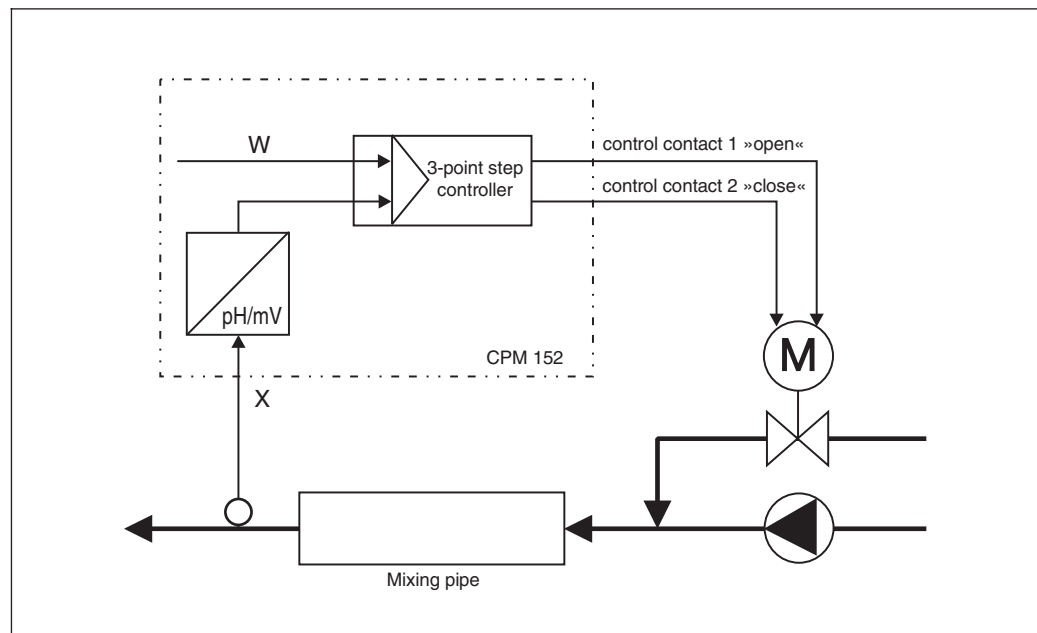 W
3-point step
controller
control contact 1 »open«
control contact 2 »close«
pH/mV
CPM 152
X
M
Mixing pipe